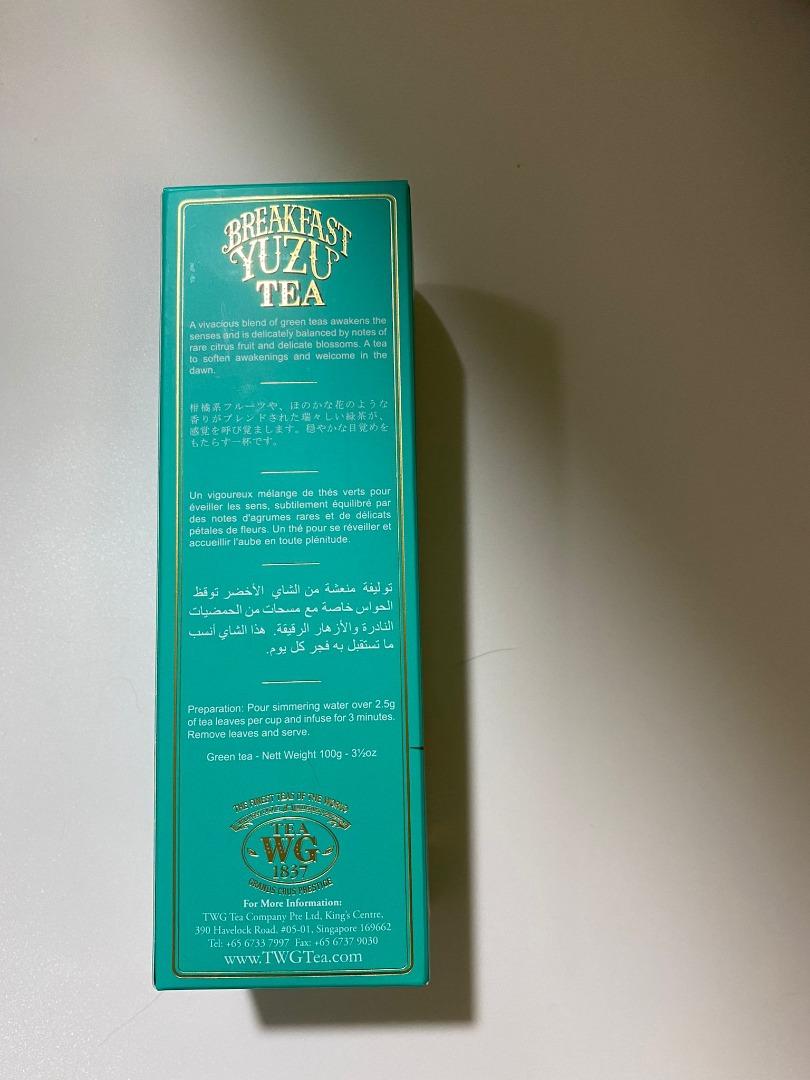 BREAKFAST
YUZU
TEA
A vivacious blend of green teas awakens the
senses and is delicately balanced by notes of
rare citrus fruit and delicate blossoms. A tea
to soften awakenings and welcome in the
dawn.
柑橘系フルーツや、ほのかな花のような
香りがブレンドされた瑞々しい緑茶が、
感覚を呼び覚まします。穏やかな目覚めを
もたらす一杯です。
Un vigoureux mélange de thés verts pour
éveiller les sens, subtilement équilibré par
des notes d'agrumes rares et de délicats
pétales de fleurs. Un thé pour se réveiller et
accueillir l'aube en toute plénitude.
توليفة منعشة من الشاي الأخضر توقظ
الحواس خاصة مع مسحات من الحمضيات
النادرة والأزهار الرقيقة. هذا الشاي أنسب
ما تستقبل به فجر كل يوم.
Preparation: Pour simmering water over 2.5g
of tea leaves per cup and infuse for 3 minutes.
Remove leaves and serve.
Green tea - Nett Weight 100g - 3½oz
THE FINEST TEAS OF THE WORLD
TEA
WG
1837
GRANDS CRUS PRESTIGE
For More Information:
TWG Tea Company Pte Ltd, King's Centre,
390 Havelock Road. #05-01, Singapore 169662
Tel: +65 6733 7997 Fax: +65 6737 9030
www.TWGTea.com